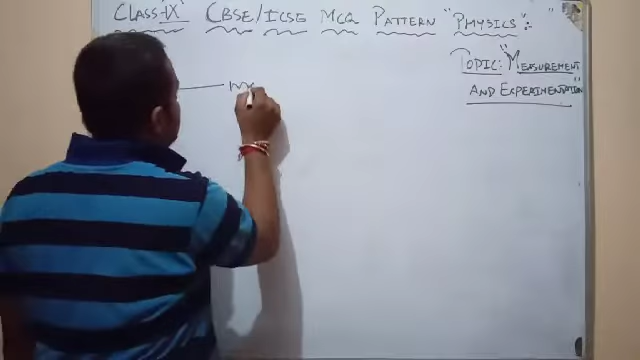 CLASS-IX CBSE/ICSE MCQ PATTERN "PHYSICS":
TOPIC: "MEASUREMENT
AND EXPERIMENTATION"